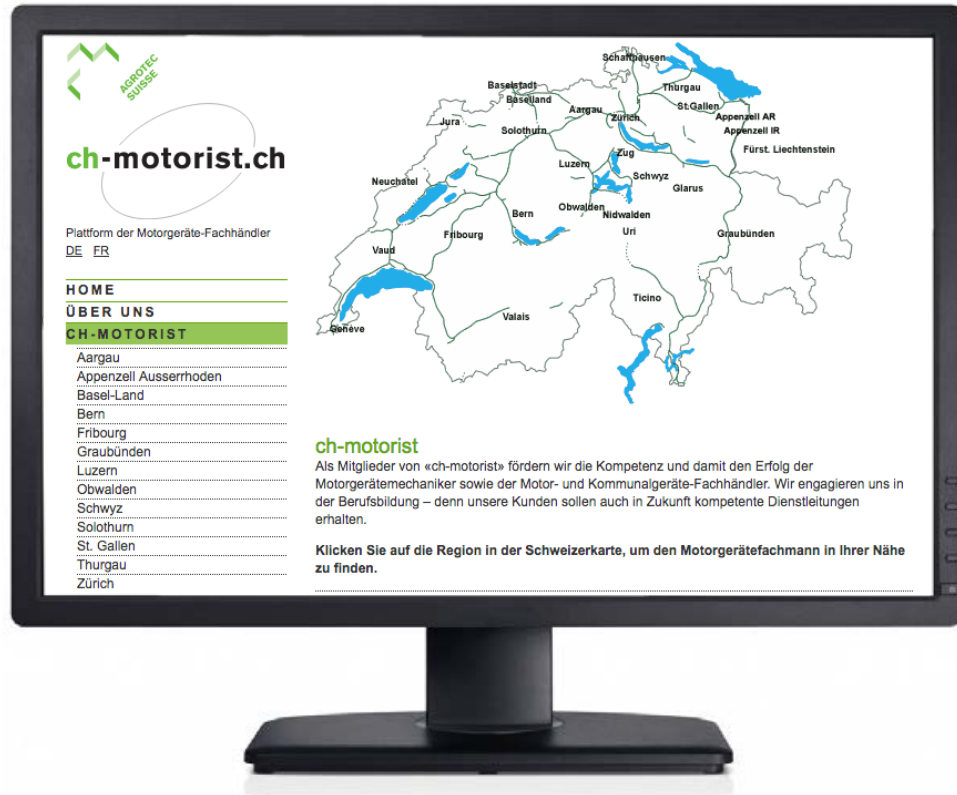 AGROTEC
SUISSE
ch-motorist.ch
Plattform der Motorgeräte-Fachhändler
DE FR
HOME
ÜBER UNS
CH-MOTORIST
Aargau
Appenzell Ausserrhoden
Basel-Land
Bern
Fribourg
Graubünden
Luzern
Obwalden
Schwyz
Solothurn
St. Gallen
Thurgau
Zürich
Schaffhausen
Baselstadt
Thurgau
Baselland
Aargau
St.Gallen
Jura
Zürich
Appenzell AR
Solothurn
Appenzell IR
Zug
Fürst. Liechtenstein
Luzern
Neuchatel
Schwyz
Glarus
Obwalden
Bern
Nidwalden
Fribourg
Uri
Graubünden
Vaud
Ticino
Valais
Genève
ch-motorist
Als Mitglieder von «ch-motorist» fördern wir die Kompetenz und damit den Erfolg der
Motorgerätemechaniker sowie der Motor- und Kommunalgeräte-Fachhändler. Wir engagieren uns in
der Berufsbildung – denn unsere Kunden sollen auch in Zukunft kompetente Dienstleitungen
erhalten.
Klicken Sie auf die Region in der Schweizerkarte, um den Motorgerätefachmann in Ihrer Nähe
zu finden.